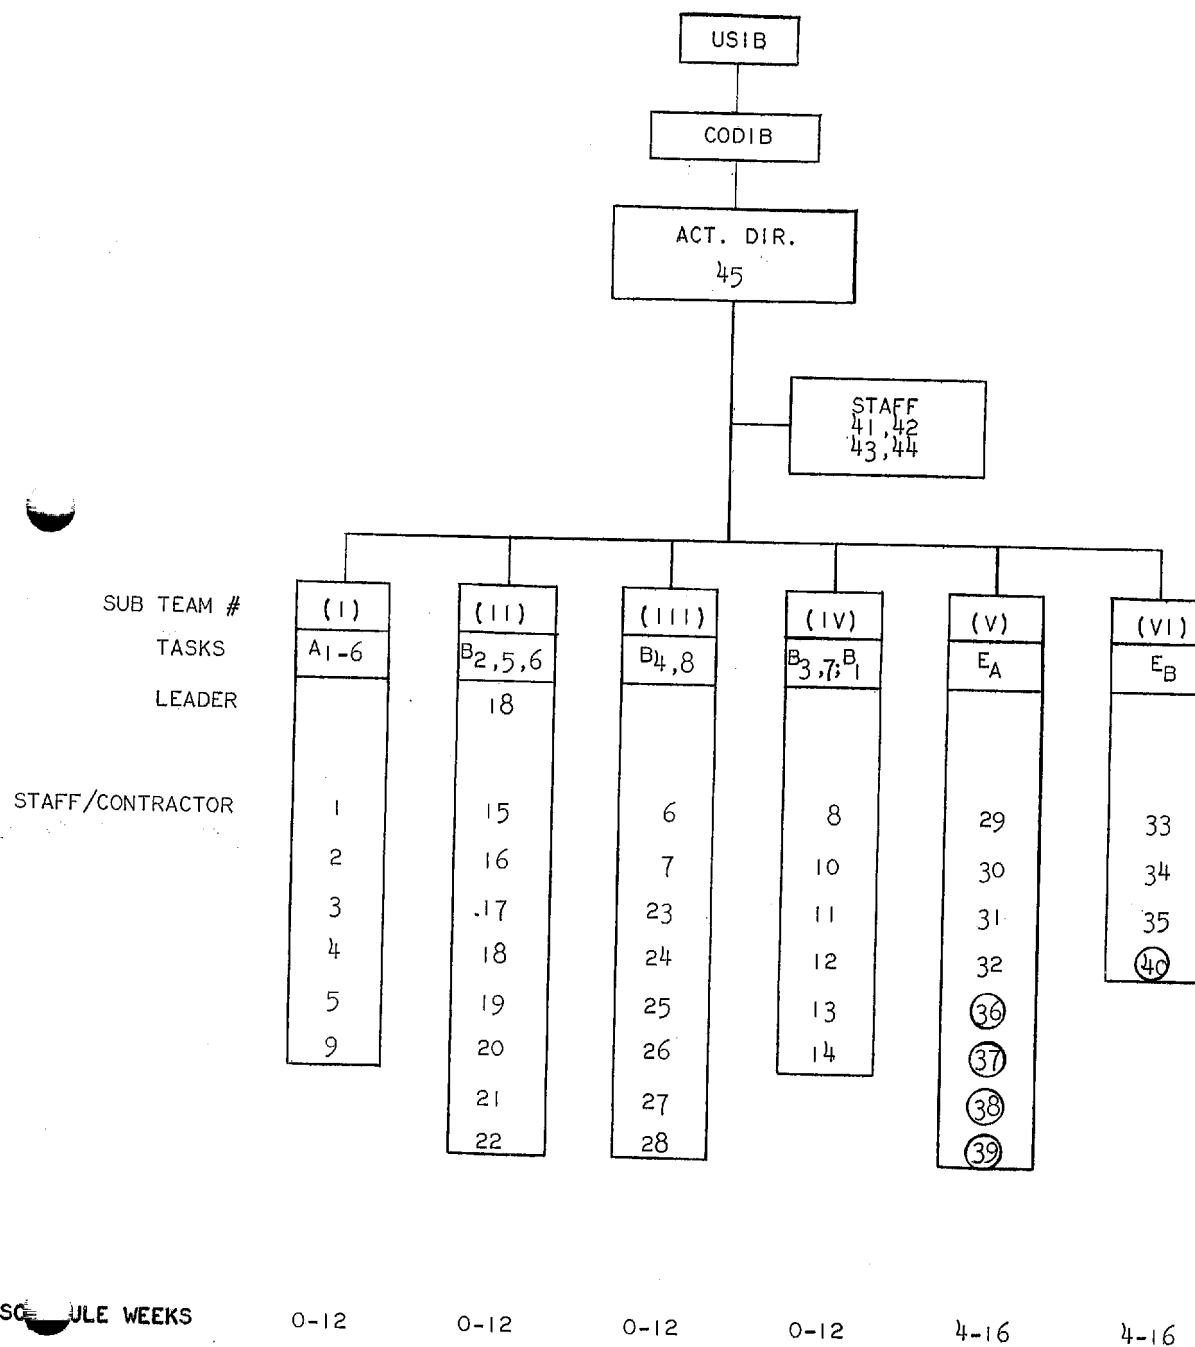 USIB
CODIB
ACT. DIR.
45
STAFF
41,42
43,44
SUB TEAM # (I) (II) (III) (IV) (V) (VI)
TASKS A1-6 B2,5,6 B4,8 B3,7;B1 EA EB
LEADER 18
STAFF/CONTRACTOR 1 15 6 8 29 33
2 16 7 10 30 34
3 17 23 11 31 35
4 18 24 12 32 40
5 19 25 13 36
9 20 26 14 37
21 27 38
22 28 39
WEEKS 0-12 0-12 0-12 0-12 4-16 4-16